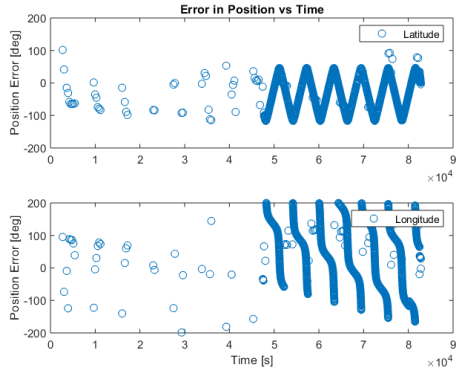 Error in Position vs Time
200
100
0
-100
-200
Position Error [deg]
Latitude
0 1 2 3 4 5 6 7 8 9
×10^4
200
100
0
-100
-200
Position Error [deg]
Longitude
0 1 2 3 4 5 6 7 8 9
×10^4
Time [s]